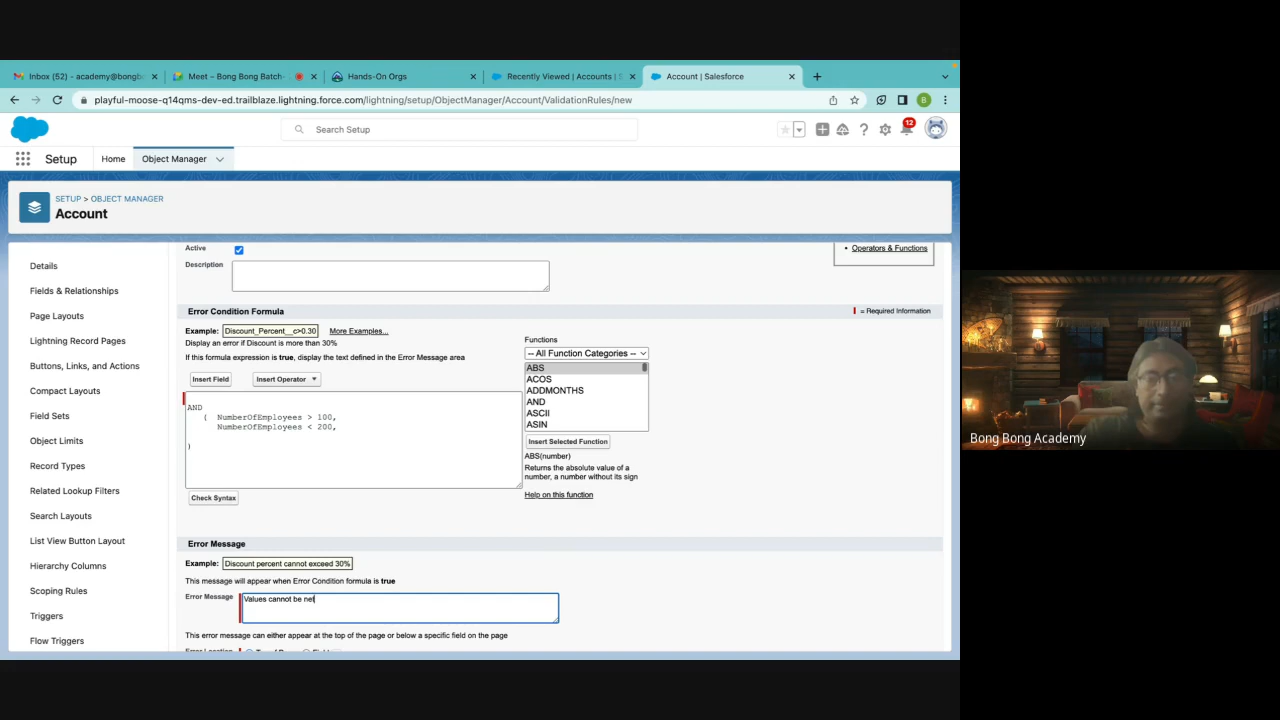 Inbox (52) - academy@bongb
Meet – Bong Bong Batch-
Hands-On Orgs
Recently Viewed | Accounts | S
Account | Salesforce
playful-moose-q14qms-dev-ed.trailblaze.lightning.force.com/lightning/setup/ObjectManager/Account/ValidationRules/new
B
Search Setup
12
Setup
Home
Object Manager
SETUP > OBJECT MANAGER
Account
Details
Fields & Relationships
Page Layouts
Lightning Record Pages
Buttons, Links, and Actions
Compact Layouts
Field Sets
Object Limits
Record Types
Related Lookup Filters
Search Layouts
List View Button Layout
Hierarchy Columns
Scoping Rules
Triggers
Flow Triggers
Active
• Operators & Functions
Description
Error Condition Formula
= Required Information
Example: Discount_Percent__c>0.30 More Examples...
Display an error if Discount is more than 30%
If this formula expression is true, display the text defined in the Error Message area
Insert Field
Insert Operator
AND
( NumberOfEmployees > 100,
NumberOfEmployees < 200,
)
Check Syntax
Functions
-- All Function Categories --
ABS
ACOS
ADDMONTHS
AND
ASCII
ASIN
Insert Selected Function
ABS(number)
Returns the absolute value of a
number, a number without its sign
Help on this function
Error Message
Example: Discount percent cannot exceed 30%
This message will appear when Error Condition formula is true
Error Message
Values cannot be net
This error message can either appear at the top of the page or below a specific field on the page
Bong Bong Academy